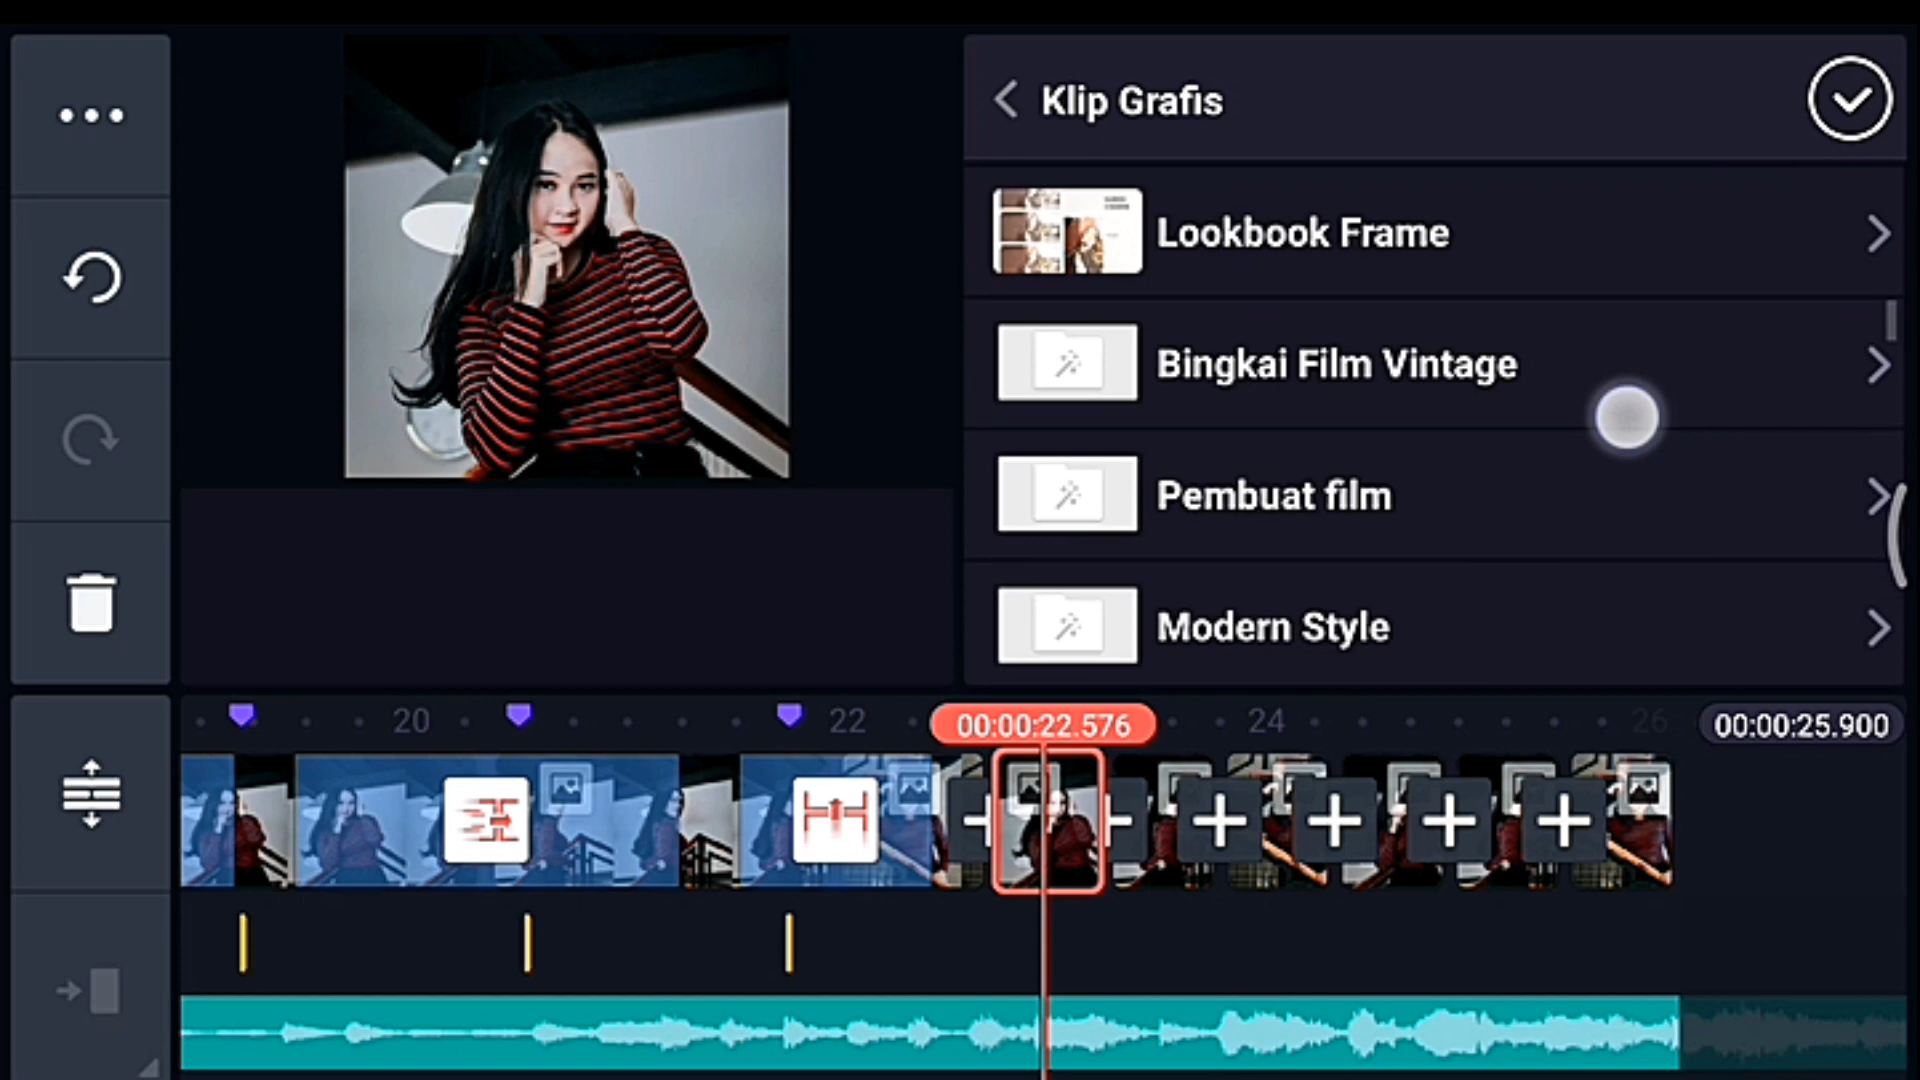 Klip Grafis
Lookbook Frame
Bingkai Film Vintage
Pembuat film
Modern Style
20
22
00:00:22.576
24
26
00:00:25.900